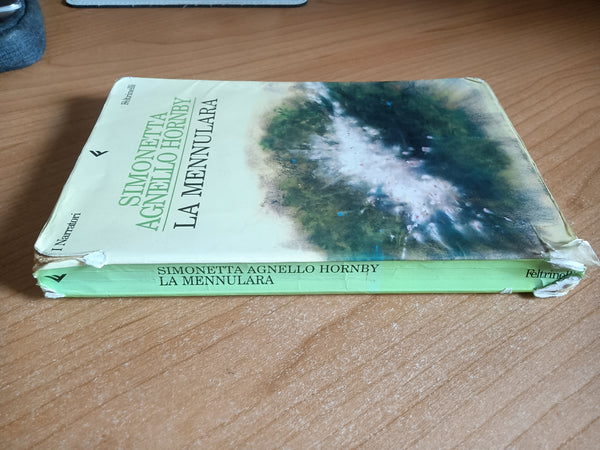 Feltrinelli
SIMONETTA
AGNELLO HORNBY
LA MENNULARA
I Narratori
SIMONETTA AGNELLO HORNBY
LA MENNULARA
Feltrinelli